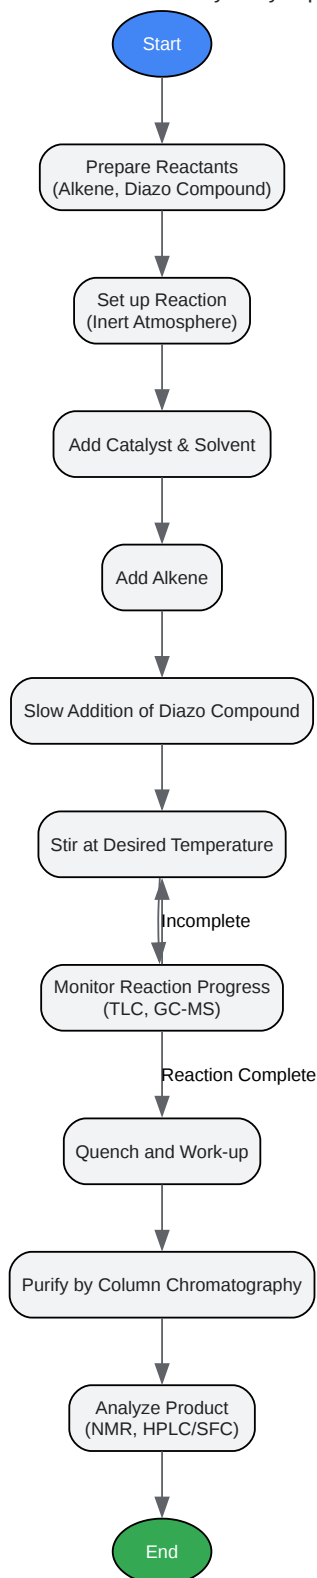 Start
Prepare Reactants
(Alkene, Diazo Compound)
Set up Reaction
(Inert Atmosphere)
Add Catalyst & Solvent
Add Alkene
Slow Addition of Diazo Compound
Stir at Desired Temperature
Incomplete
Monitor Reaction Progress
(TLC, GC-MS)
Reaction Complete
Quench and Work-up
Purify by Column Chromatography
Analyze Product
(NMR, HPLC/SFC)
End